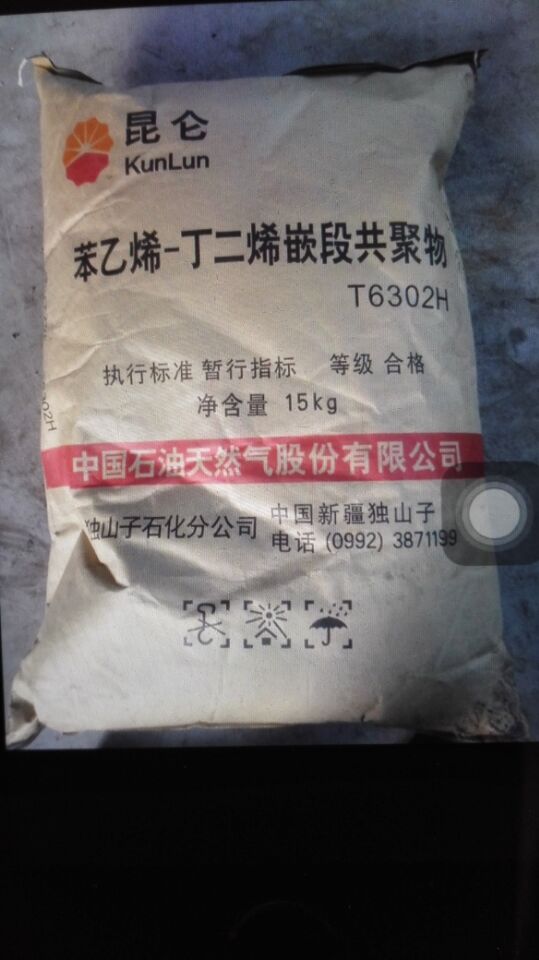 昆仑
KunLun
苯乙烯-丁二烯嵌段共聚物
T6302H
执行标准 暂行指标 等级 合格
净含量 15kg
中国石油天然气股份有限公司
独山子石化分公司
中国新疆独山子
电话 (0992) 3871199